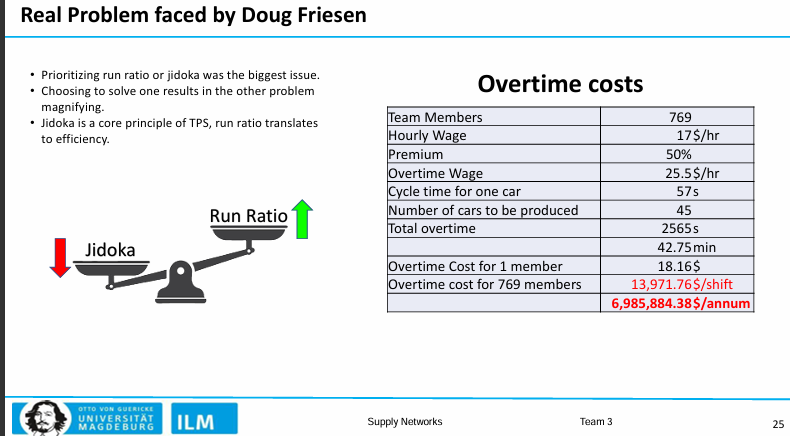 Real Problem faced by Doug Friesen
• Prioritizing run ratio or jidoka was the biggest issue.
• Choosing to solve one results in the other problem
magnifying.
• Jidoka is a core principle of TPS, run ratio translates
to efficiency.
Run Ratio
Jidoka
Overtime costs
Team Members 769
Hourly Wage 17 $/hr
Premium 50%
Overtime Wage 25.5 $/hr
Cycle time for one car 57 s
Number of cars to be produced 45
Total overtime 2565 s
42.75 min
Overtime Cost for 1 member 18.16 $
Overtime cost for 769 members 13,971.76 $/shift
6,985,884.38 $/annum
OTTO VON GUERICKE
UNIVERSITÄT
MAGDEBURG
ILM
Supply Networks
Team 3
25